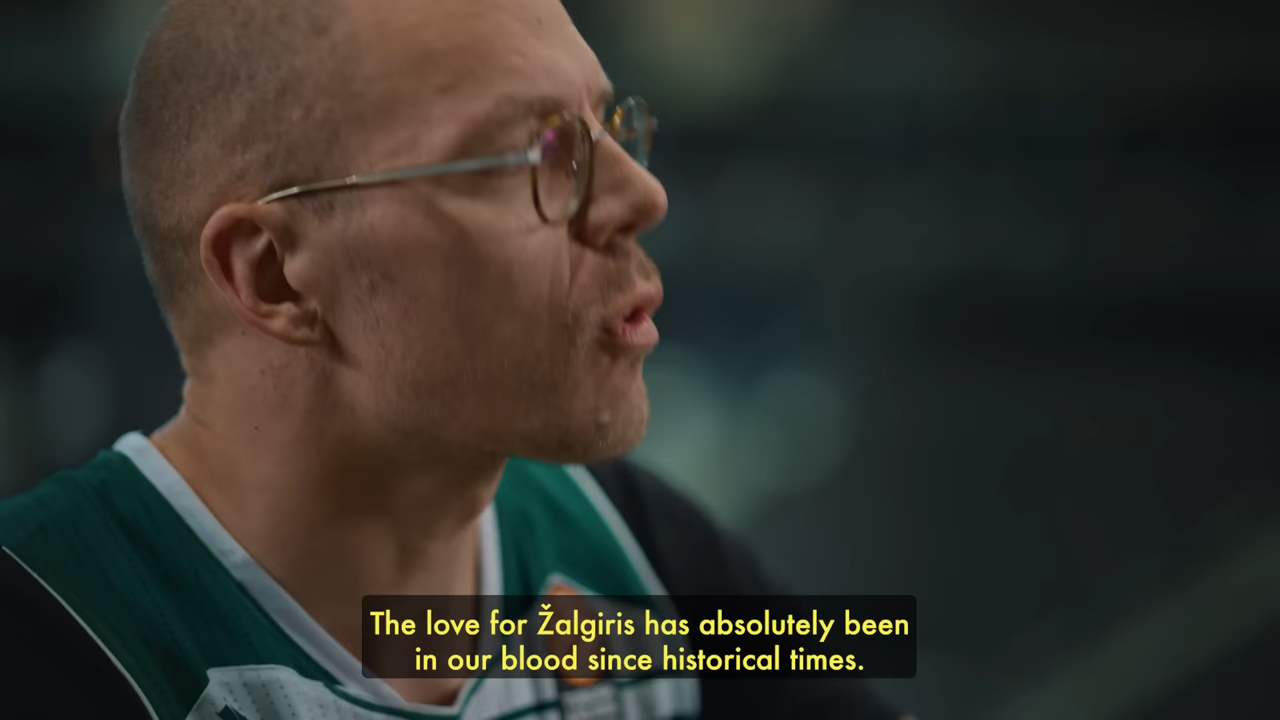 The love for Žalgiris has absolutely been
in our blood since historical times.